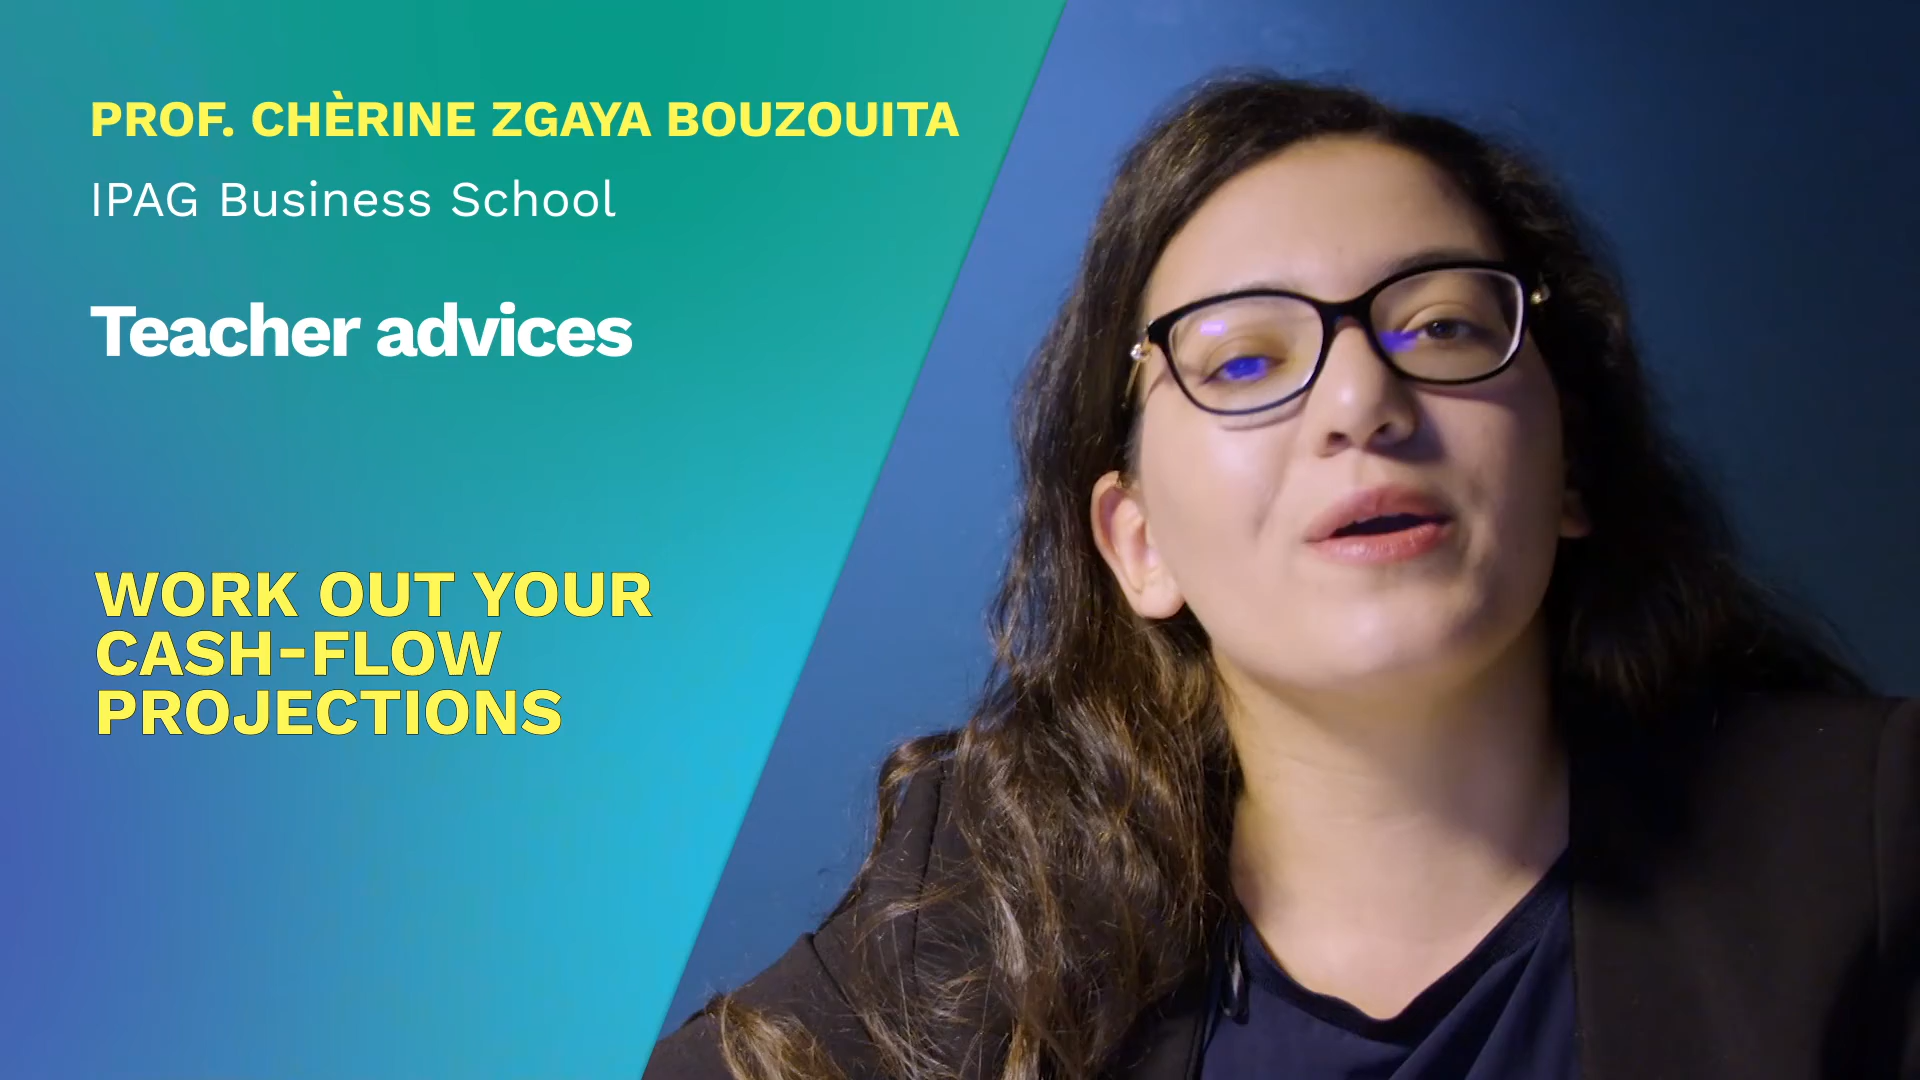 PROF. CHÈRINE ZGAYA BOUZOUITA
IPAG Business School
Teacher advices
WORK OUT YOUR
CASH-FLOW
PROJECTIONS